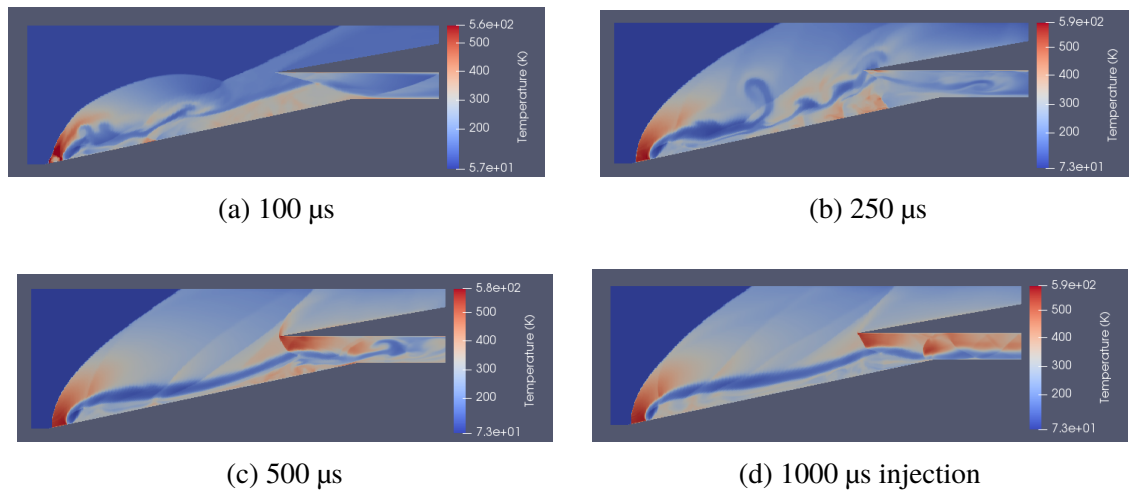 5.6e+02
500
400
300
200
5.7e+01
Temperature (K)
(a) 100 µs
5.9e+02
500
400
300
200
7.3e+01
Temperature (K)
(b) 250 µs
5.8e+02
500
400
300
200
7.3e+01
Temperature (K)
(c) 500 µs
5.9e+02
500
400
300
200
7.3e+01
Temperature (K)
(d) 1000 µs injection